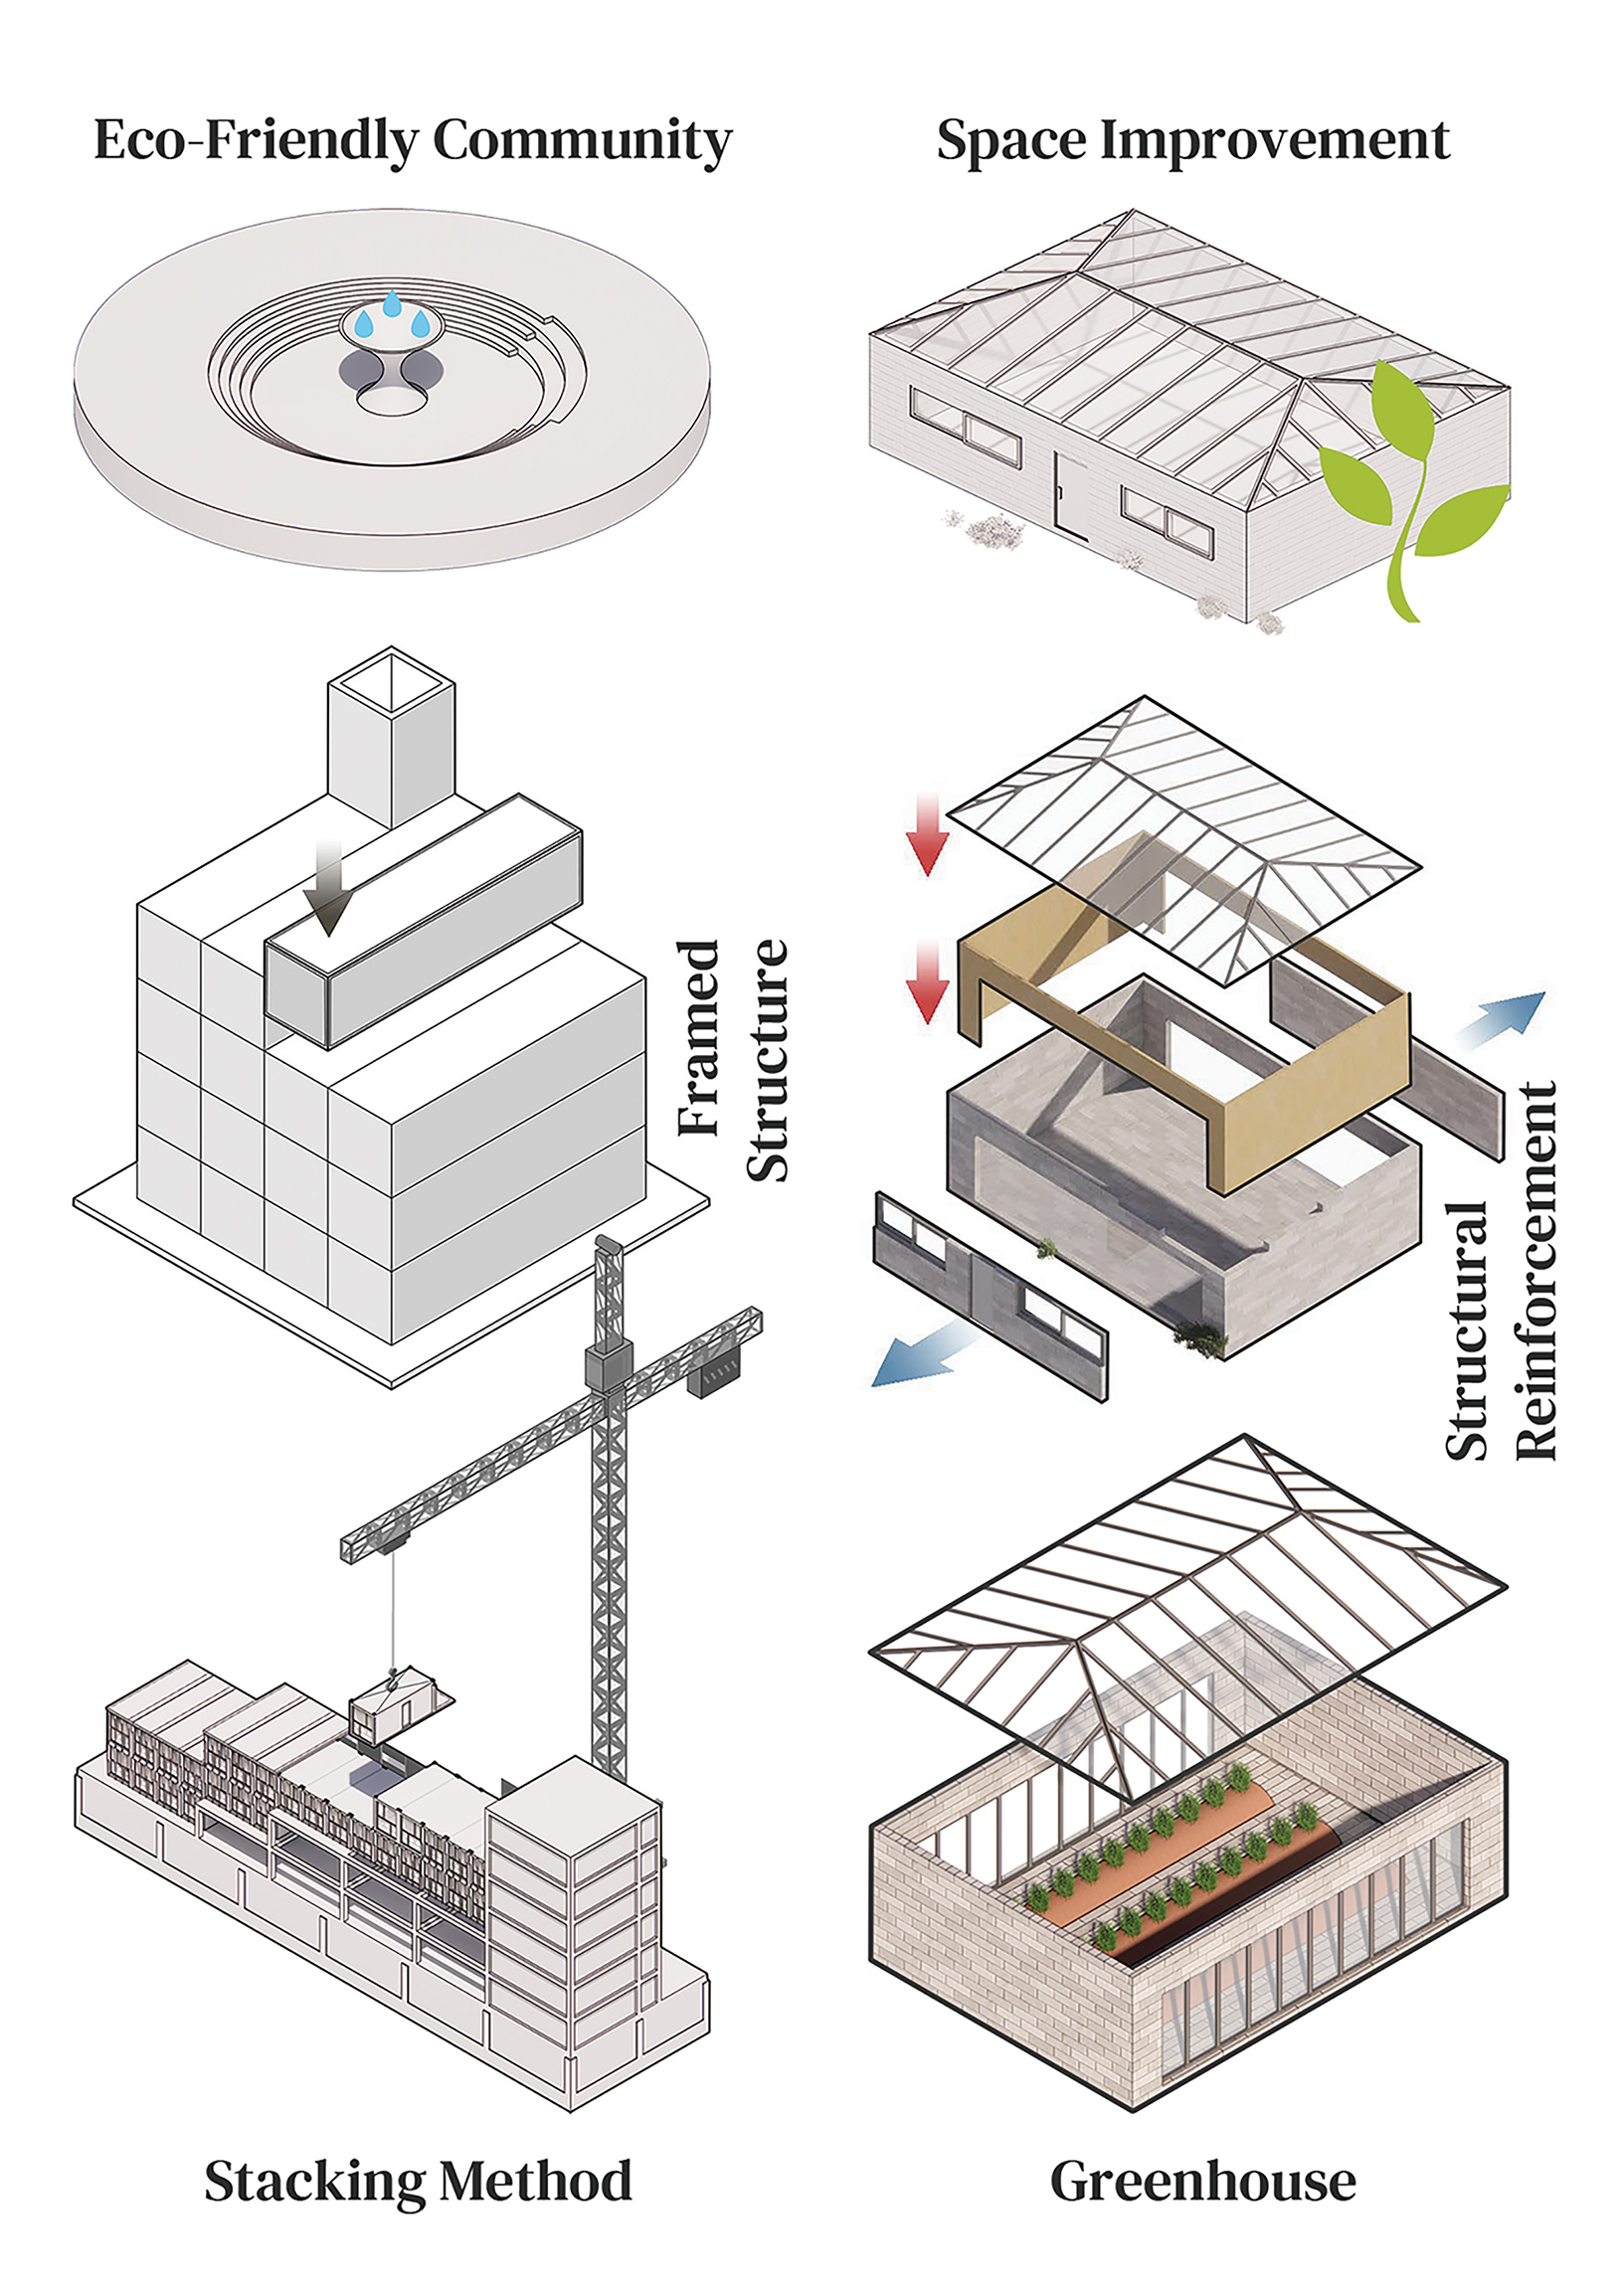 Eco-Friendly Community
Space Improvement
Framed
Structure
Structural
Reinforcement
Stacking Method
Greenhouse